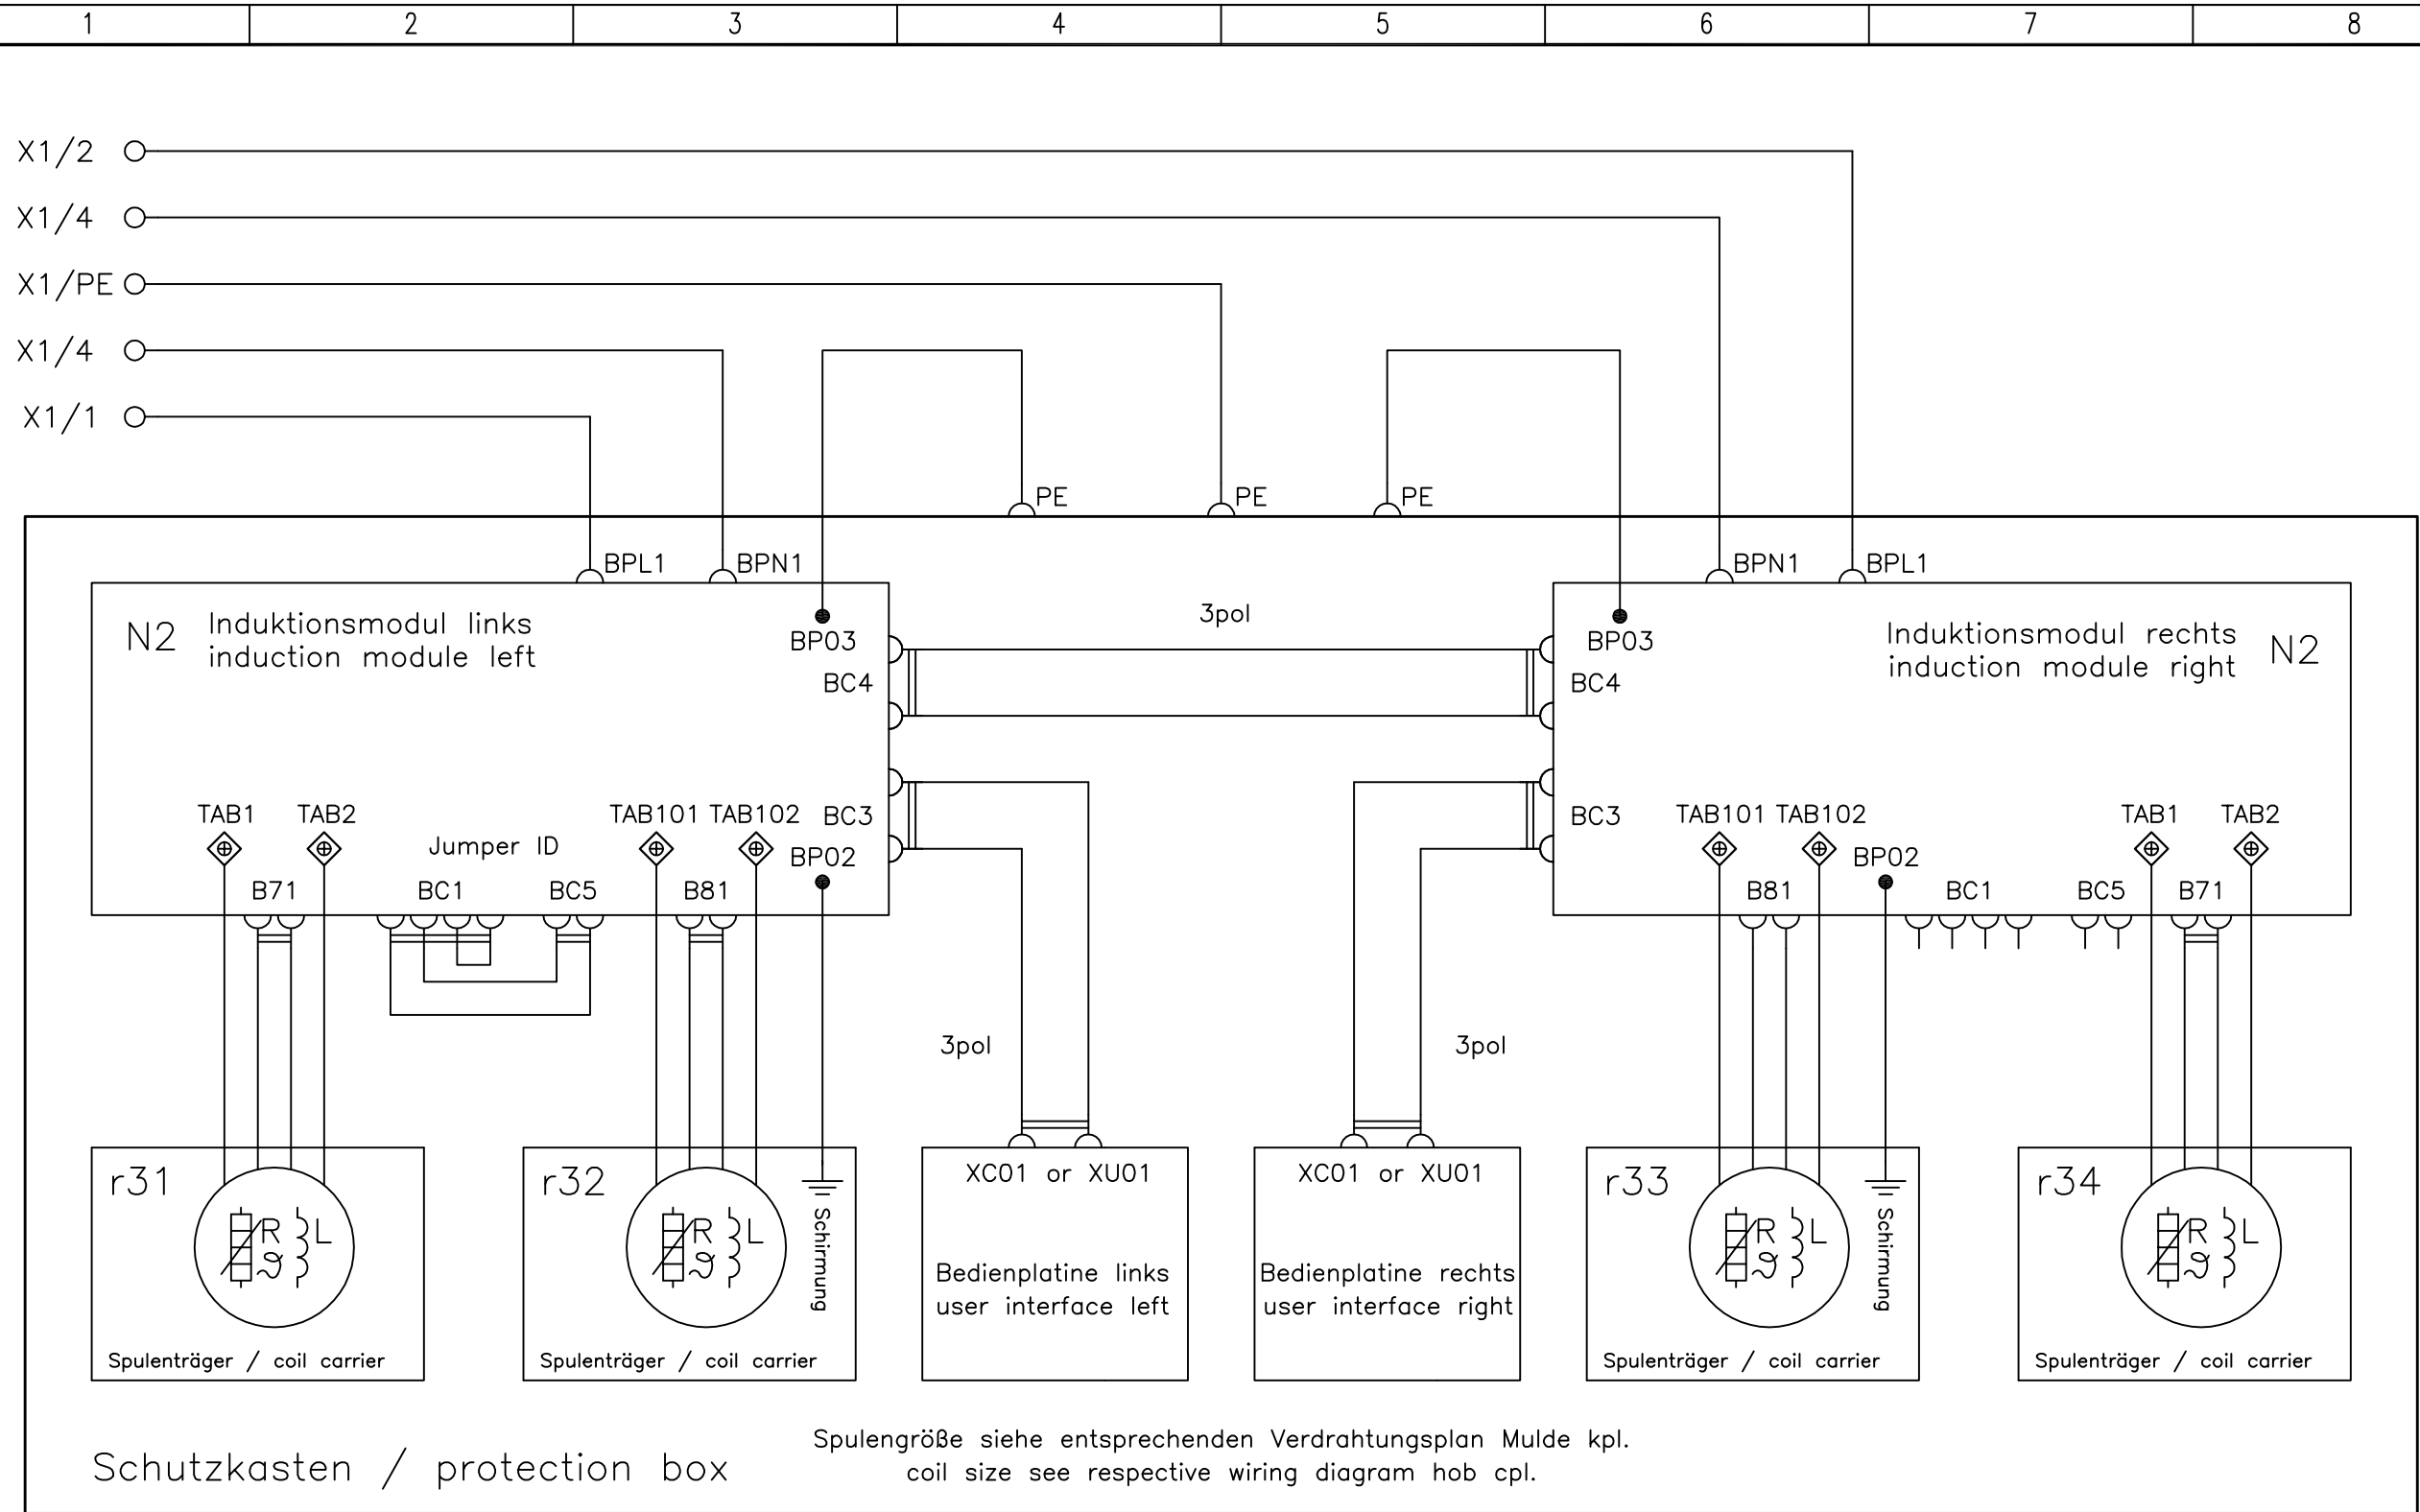 1 2 3 4 5 6 7 8
X1/2
X1/4
X1/PE
X1/4
X1/1
PE PE PE
BPL1 BPN1 BPN1 BPL1
N2 Induktionsmodul links
induction module left
BP03
BC4
3pol
BP03
BC4
Induktionsmodul rechts N2
induction module right
TAB1 TAB2 TAB101 TAB102 BC3
Jumper ID BP02
B71 BC1 BC5 B81
BC3 TAB101 TAB102 TAB1 TAB2
BP02
B81 BC1 BC5 B71
3pol 3pol
r31
R L
ϑ
Spulenträger / coil carrier
r32
R L
ϑ
Schirmung
Spulenträger / coil carrier
XC01 or XU01
Bedienplatine links
user interface left
XC01 or XU01
Bedienplatine rechts
user interface right
r33
R L
ϑ
Schirmung
Spulenträger / coil carrier
r34
R L
ϑ
Spulenträger / coil carrier
Schutzkasten / protection box
Spulengröße siehe entsprechenden Verdrahtungsplan Mulde kpl.
coil size see respective wiring diagram hob cpl.